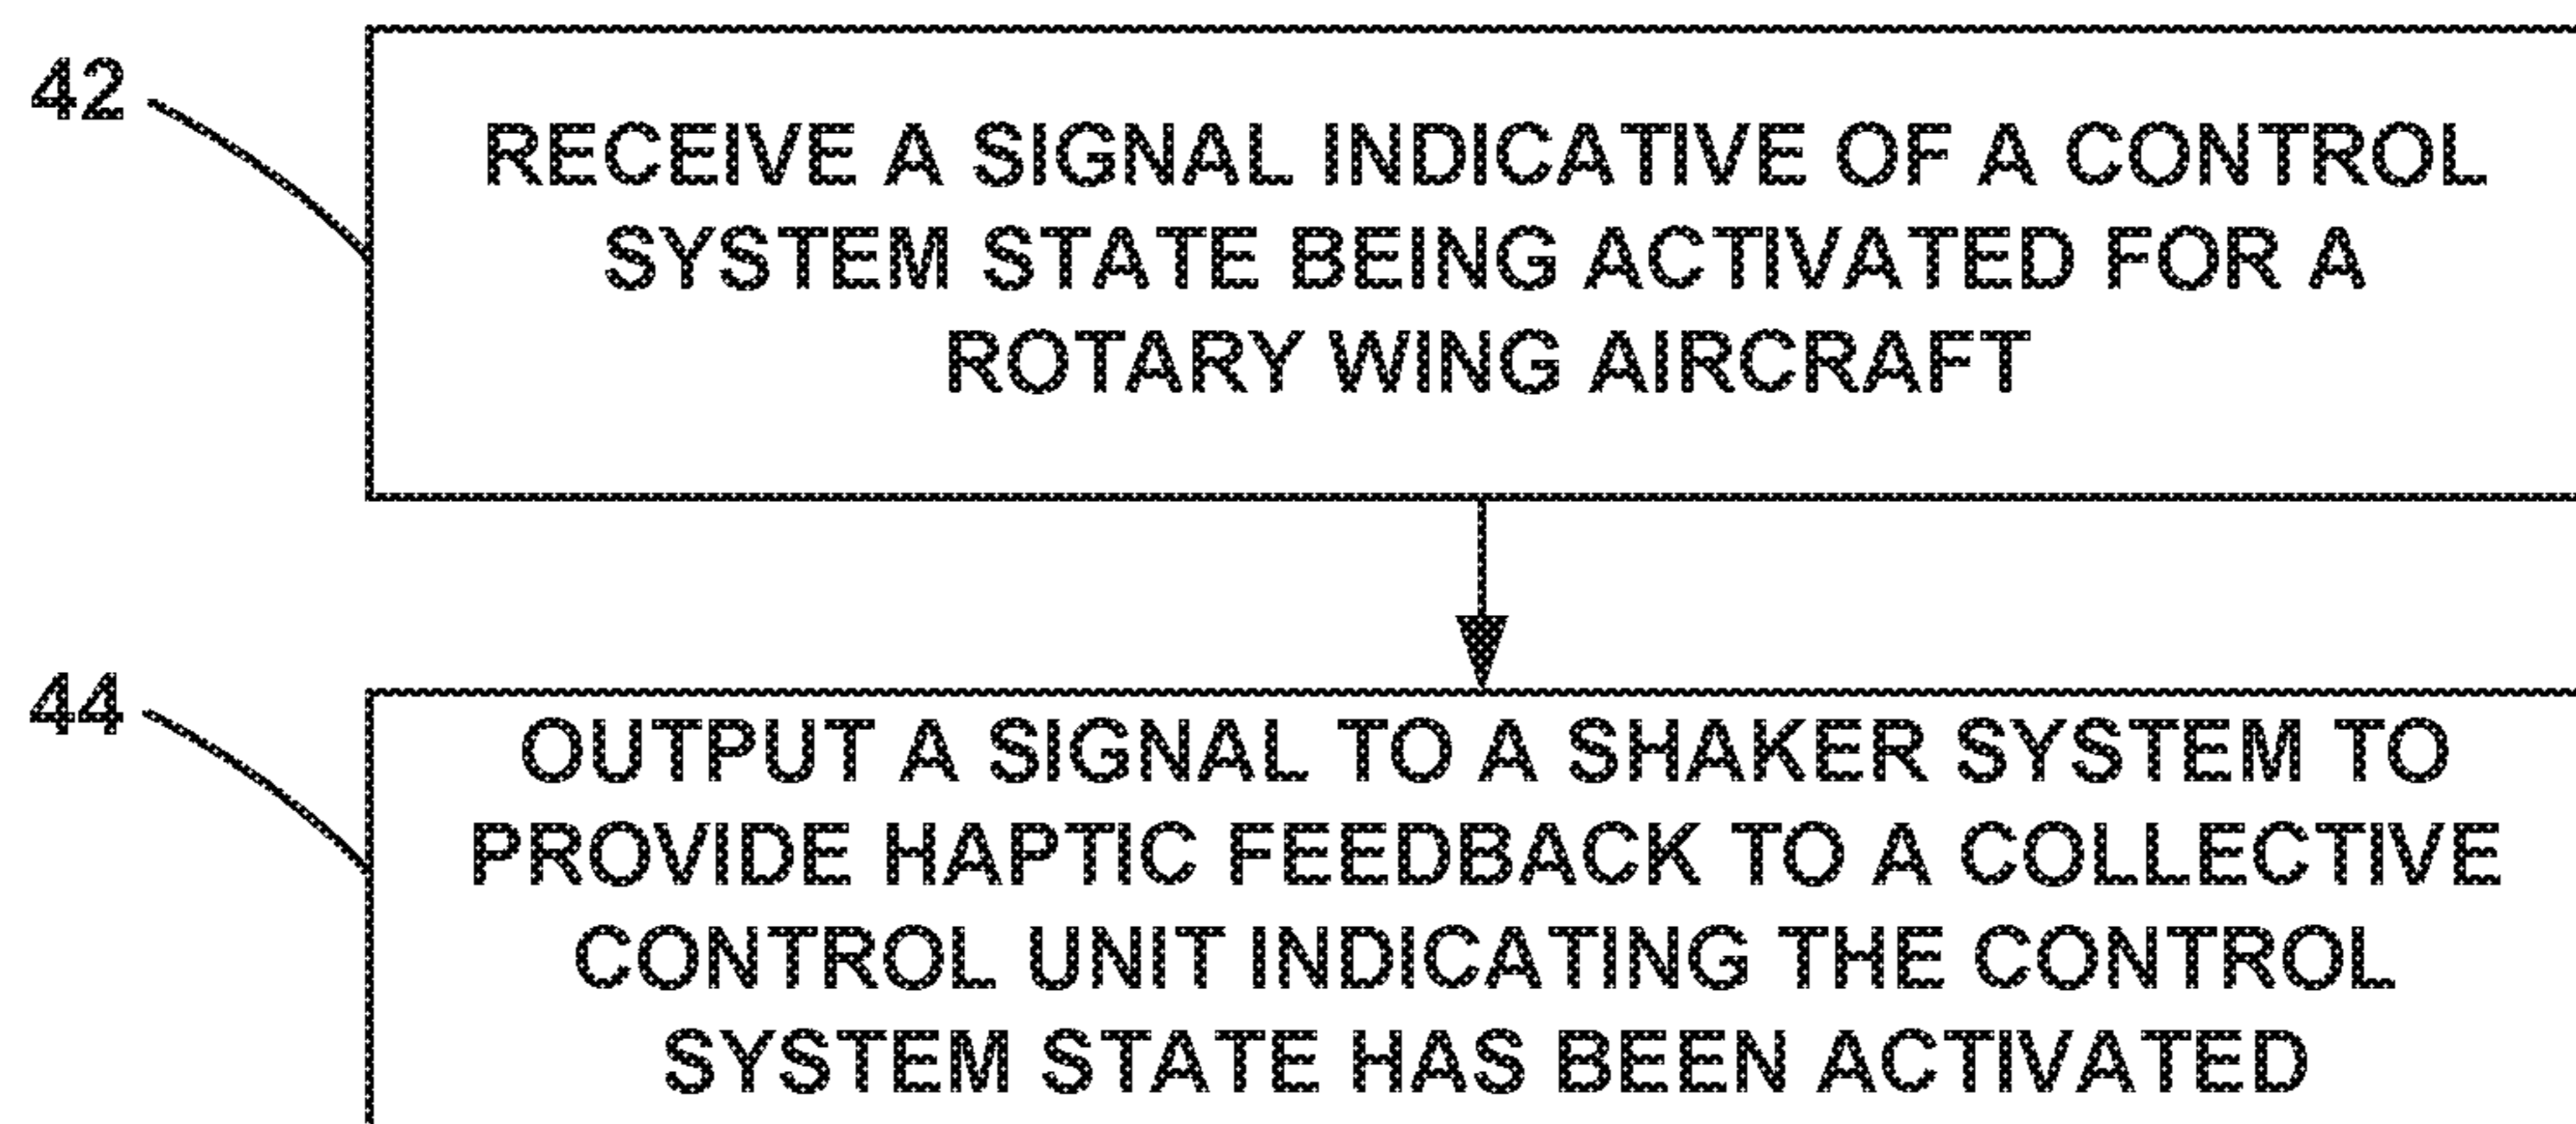 42
RECEIVE A SIGNAL INDICATIVE OF A CONTROL
SYSTEM STATE BEING ACTIVATED FOR A
ROTARY WING AIRCRAFT
44
OUTPUT A SIGNAL TO A SHAKER SYSTEM TO
PROVIDE HAPTIC FEEDBACK TO A COLLECTIVE
CONTROL UNIT INDICATING THE CONTROL
SYSTEM STATE HAS BEEN ACTIVATED